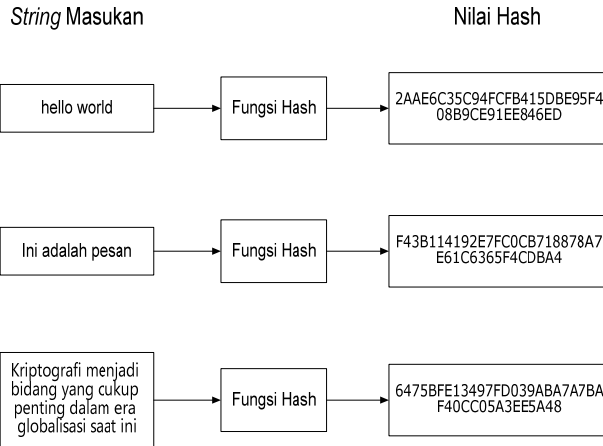 String Masukan
Nilai Hash
hello world
Fungsi Hash
2AAE6C35C94FCFB415DBE95F4
08B9CE91EE846ED
Ini adalah pesan
Fungsi Hash
F43B114192E7FC0CB718878A7
E61C6365F4CDBA4
Kriptografi menjadi
bidang yang cukup
penting dalam era
globalisasi saat ini
Fungsi Hash
6475BFE13497FD039ABA7A7BA
F40CC05A3EE5A48